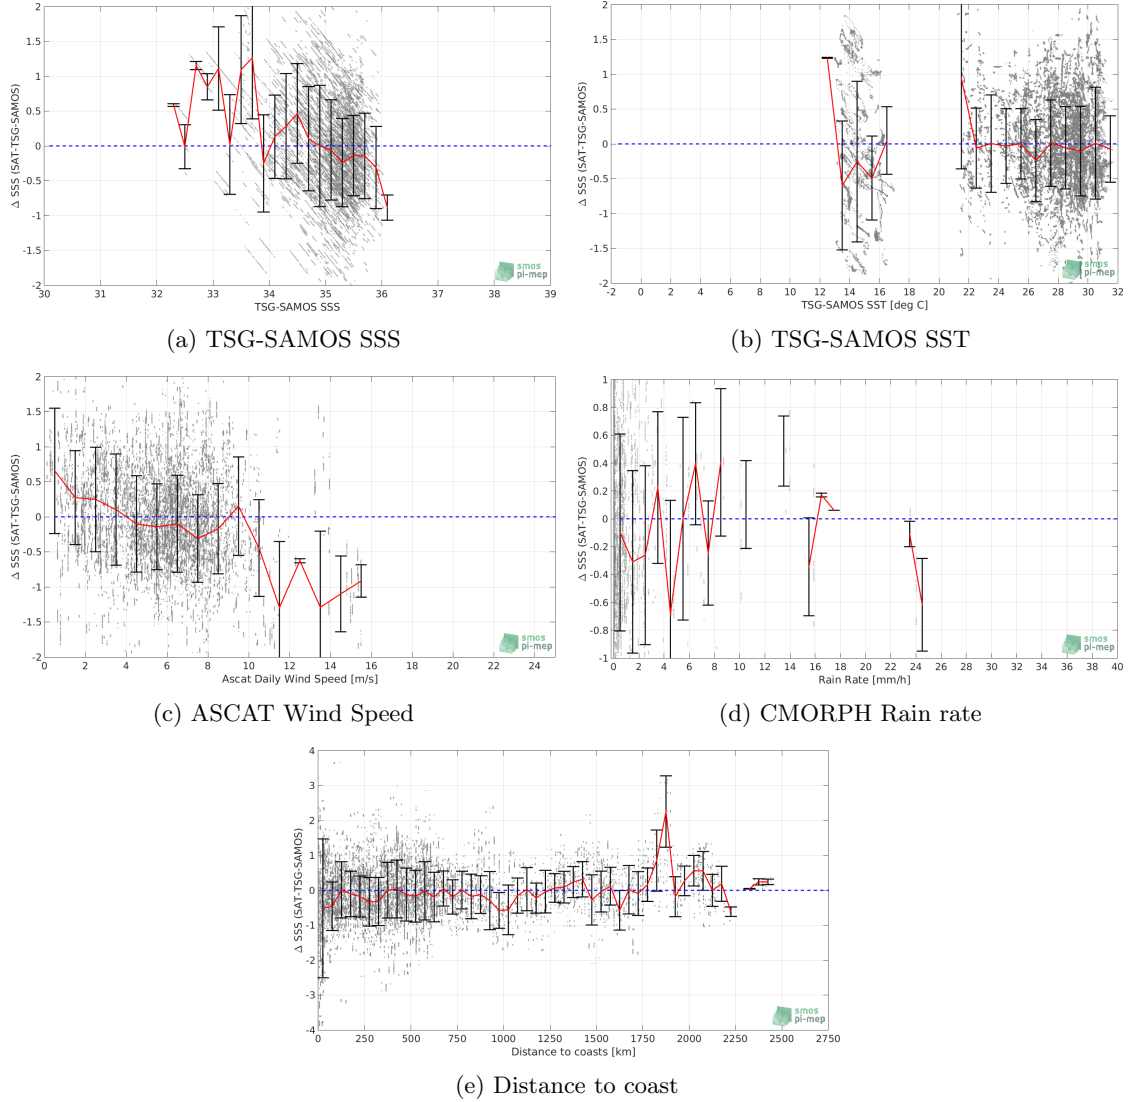 2
1.5
1
0.5
0
-0.5
-1
-1.5
-2
Δ SSS (SAT-TSG-SAMOS)
30 31 32 33 34 35 36 37 38 39
TSG-SAMOS SSS
smos
pi-mep
(a) TSG-SAMOS SSS
2
1.5
1
0.5
0
-0.5
-1
-1.5
-2
Δ SSS (SAT-TSG-SAMOS)
-2 0 2 4 6 8 10 12 14 16 18 20 22 24 26 28 30 32
TSG-SAMOS SST [deg C]
smos
pi-mep
(b) TSG-SAMOS SST
2
1.5
1
0.5
0
-0.5
-1
-1.5
-2
Δ SSS (SAT-TSG-SAMOS)
0 2 4 6 8 10 12 14 16 18 20 22 24
Ascat Daily Wind Speed [m/s]
smos
pi-mep
(c) ASCAT Wind Speed
1
0.8
0.6
0.4
0.2
0
-0.2
-0.4
-0.6
-0.8
-1
Δ SSS (SAT-TSG-SAMOS)
0 2 4 6 8 10 12 14 16 18 20 22 24 26 28 30 32 34 36 38 40
Rain Rate [mm/h]
smos
pi-mep
(d) CMORPH Rain rate
4
3
2
1
0
-1
-2
-3
-4
Δ SSS (SAT-TSG-SAMOS)
0 250 500 750 1000 1250 1500 1750 2000 2250 2500 2750
Distance to coasts [km]
smos
pi-mep
(e) Distance to coast